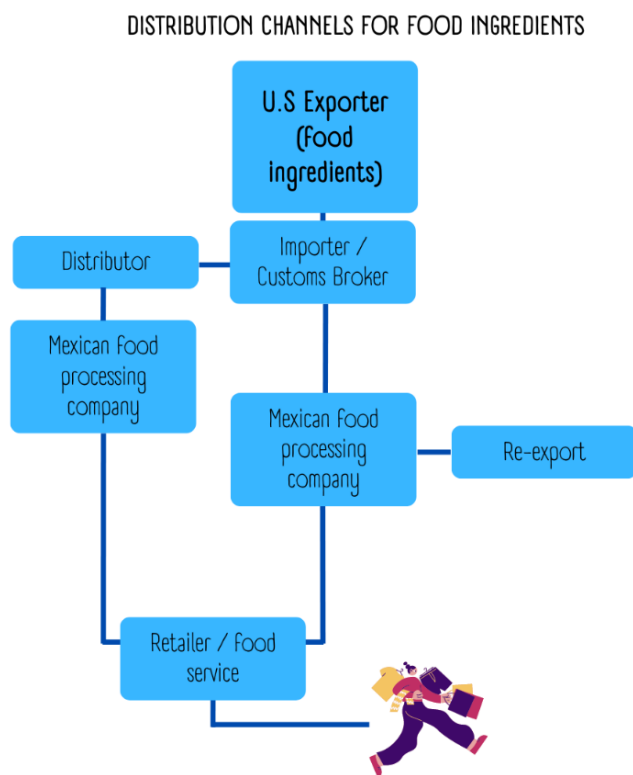 DISTRIBUTION CHANNELS FOR FOOD INGREDIENTS
U.S Exporter
(food
ingredients)
Importer /
Customs Broker
Distributor
Mexican food
processing
company
Mexican food
processing
company
Re-export
Retailer / food
service